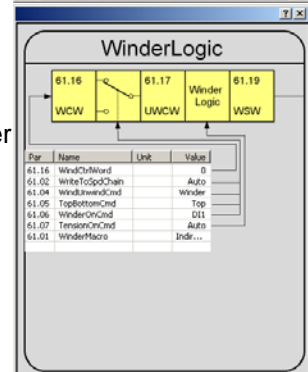 WinderLogic
61.16 61.17 Winder Logic 61.19
WCW UWCW WSW
er
Par Name Unit Value
61.16 WindCtrlWord 0
61.02 WriteToSpdChain Auto
61.04 WindUnwindCmd Winder
61.05 TopBottomCmd Top
61.06 WinderOnCmd DI1
61.07 TensionOnCmd Auto
61.01 WinderMacro Indir...